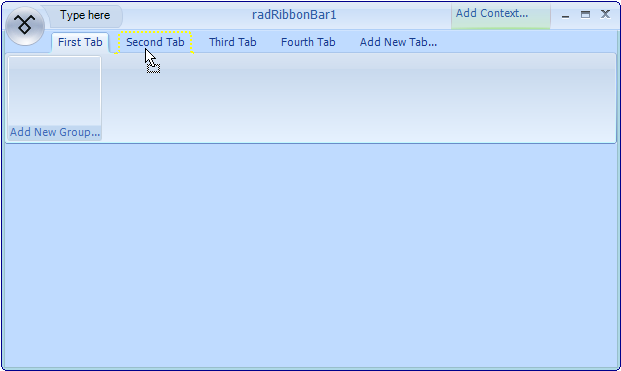 Type here radRibbonBar1 Add Context...
First Tab Second Tab Third Tab Fourth Tab Add New Tab...
Add New Group...